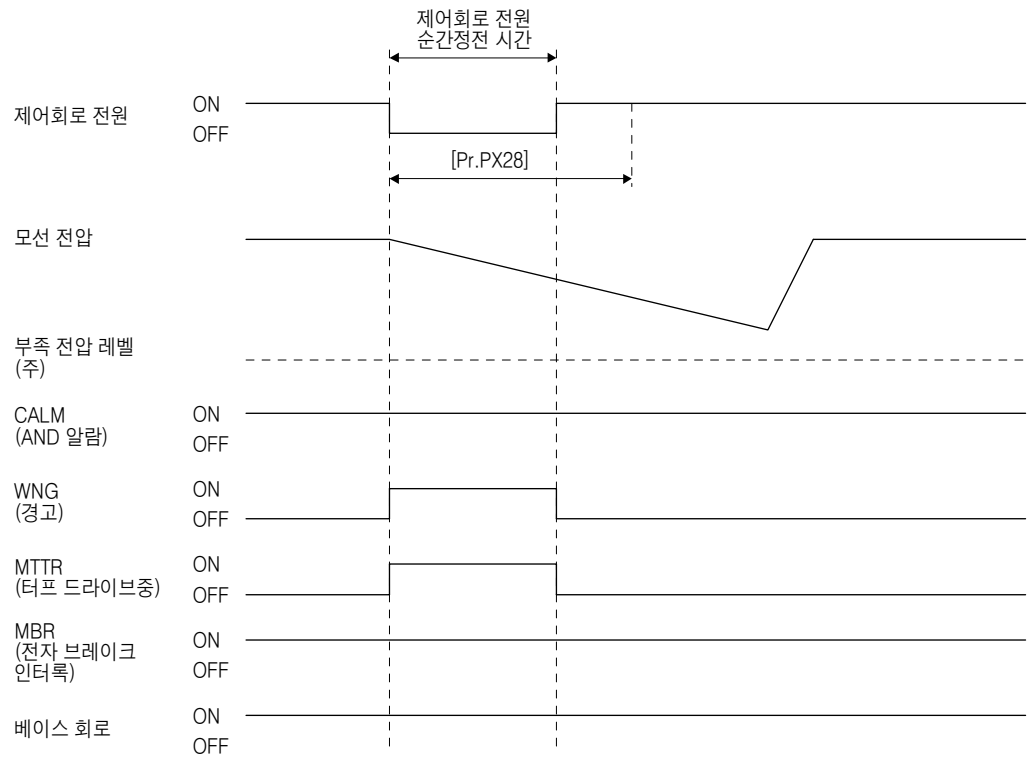 제어회로 전원
순간정전 시간
제어회로 전원
ON
OFF
[Pr.PX28]
모선 전압
부족 전압 레벨
(주)
CALM
(AND 알람)
ON
OFF
WNG
(경고)
ON
OFF
MTTR
(터프 드라이브중)
ON
OFF
MBR
(전자 브레이크
인터록)
ON
OFF
베이스 회로
ON
OFF